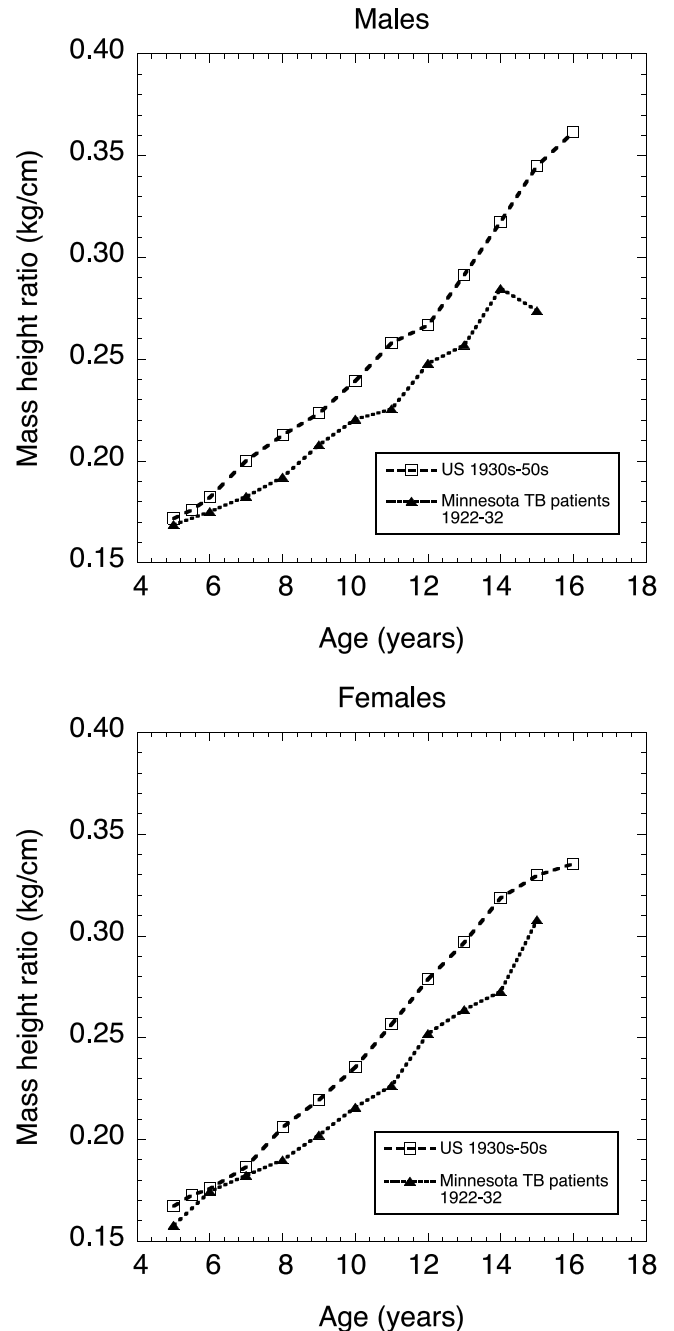 Males
0.40
0.35
0.30
0.25
0.20
0.15
Mass height ratio (kg/cm)
US 1930s-50s
Minnesota TB patients
1922-32
4 6 8 10 12 14 16 18
Age (years)
Females
0.40
0.35
0.30
0.25
0.20
0.15
Mass height ratio (kg/cm)
US 1930s-50s
Minnesota TB patients
1922-32
4 6 8 10 12 14 16 18
Age (years)